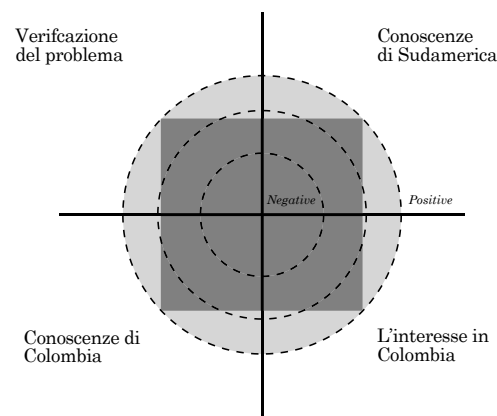 Verifcazione
del problema
Conoscenze
di Sudamerica
Negative
Positive
Conoscenze di
Colombia
L'interesse in
Colombia